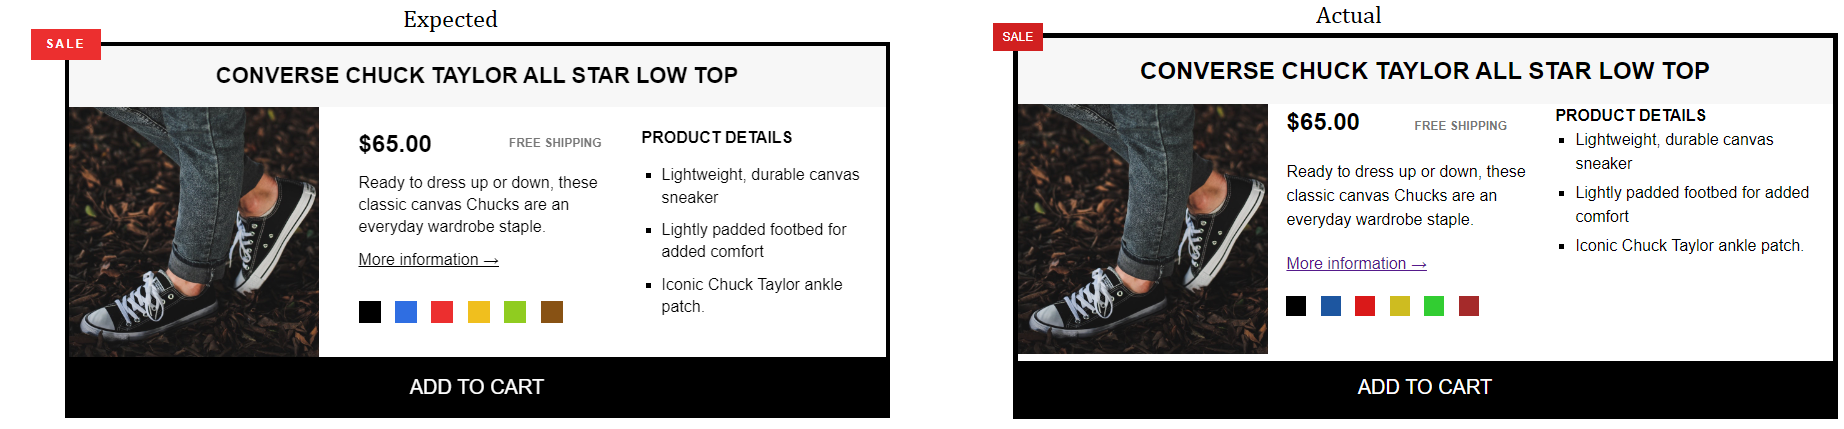 Expected
SALE
CONVERSE CHUCK TAYLOR ALL STAR LOW TOP
$65.00
FREE SHIPPING
Ready to dress up or down, these
classic canvas Chucks are an
everyday wardrobe staple.
More information →
PRODUCT DETAILS
Lightweight, durable canvas
sneaker
Lightly padded footbed for
added comfort
Iconic Chuck Taylor ankle
patch.
ADD TO CART
Actual
SALE
CONVERSE CHUCK TAYLOR ALL STAR LOW TOP
$65.00
FREE SHIPPING
Ready to dress up or down, these
classic canvas Chucks are an
everyday wardrobe staple.
More information →
PRODUCT DETAILS
Lightweight, durable canvas
sneaker
Lightly padded footbed for added
comfort
Iconic Chuck Taylor ankle patch.
ADD TO CART